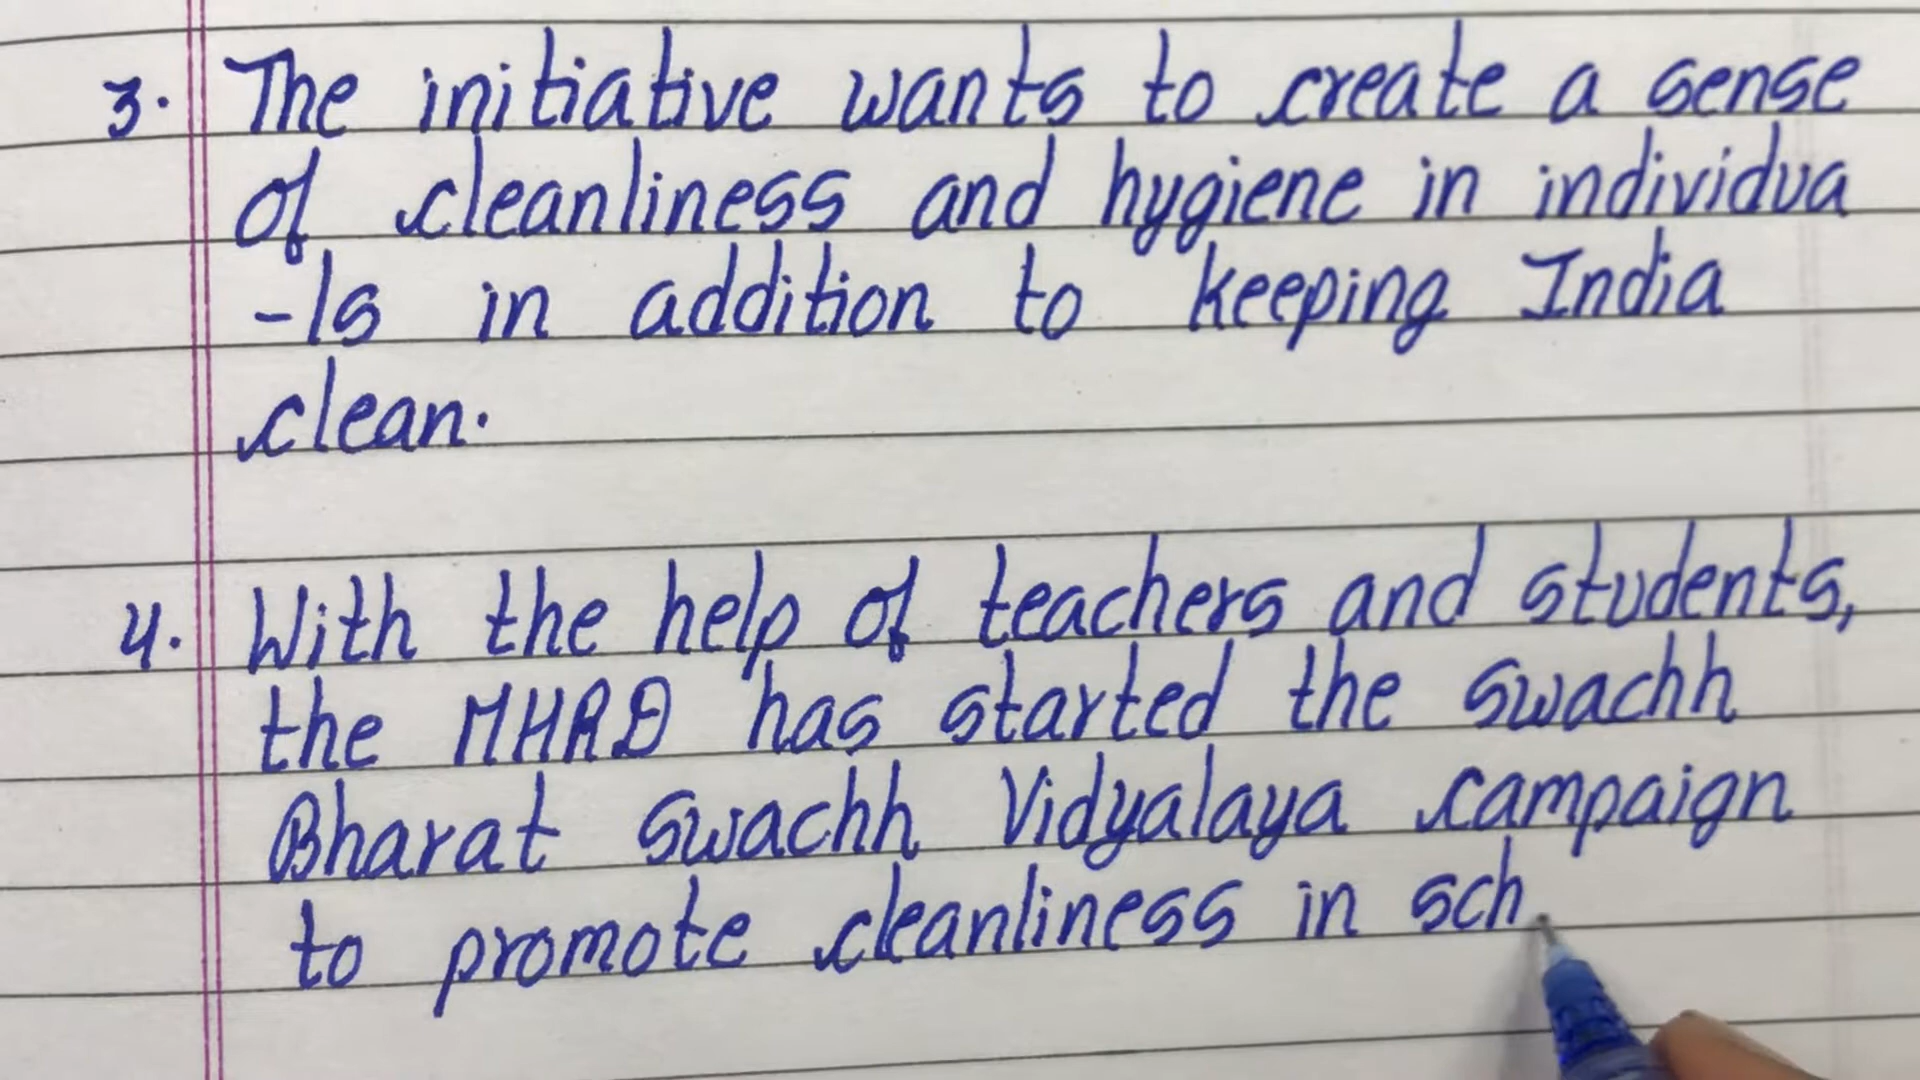 3. The initiative wants to create a sense
of cleanliness and hygiene in individua
-ls in addition to keeping India
clean.
4. With the help of teachers and students,
the MHRD has started the swachh
Bharat swachh Vidyalaya campaign
to promote cleanliness in sch